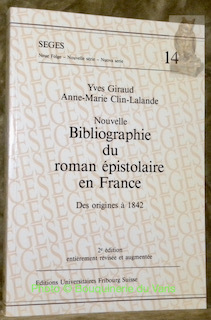 SEGES
Neue Folge – Nouvelle série – Nuova serie
14
Yves Giraud
Anne-Marie Clin-Lalande
Nouvelle
Bibliographie
du
roman épistolaire
en France
Des origines à 1842
2e édition
entièrement révisée et augmentée
Editions Universitaires Fribourg Suisse